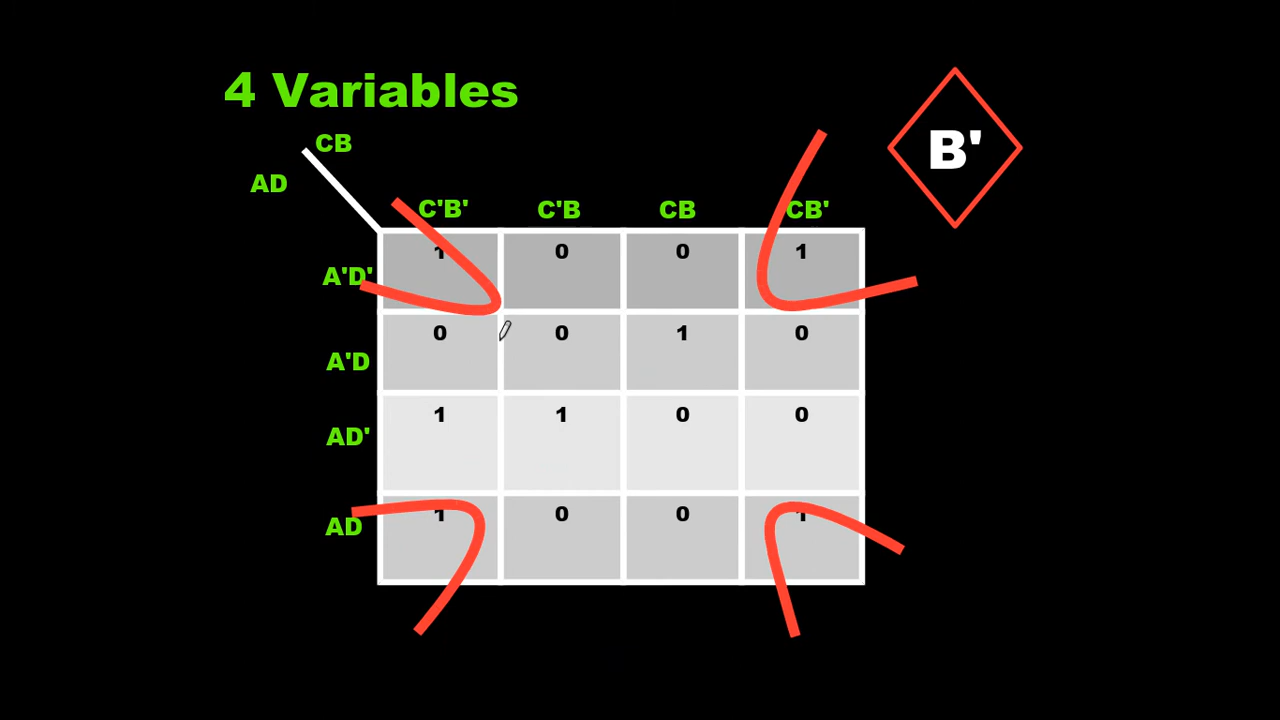 4 Variables
B'
CB
AD
C'B' C'B CB CB'
A'D' 1 0 0 1
A'D 0 0 1 0
AD' 1 1 0 0
AD 1 0 0 1